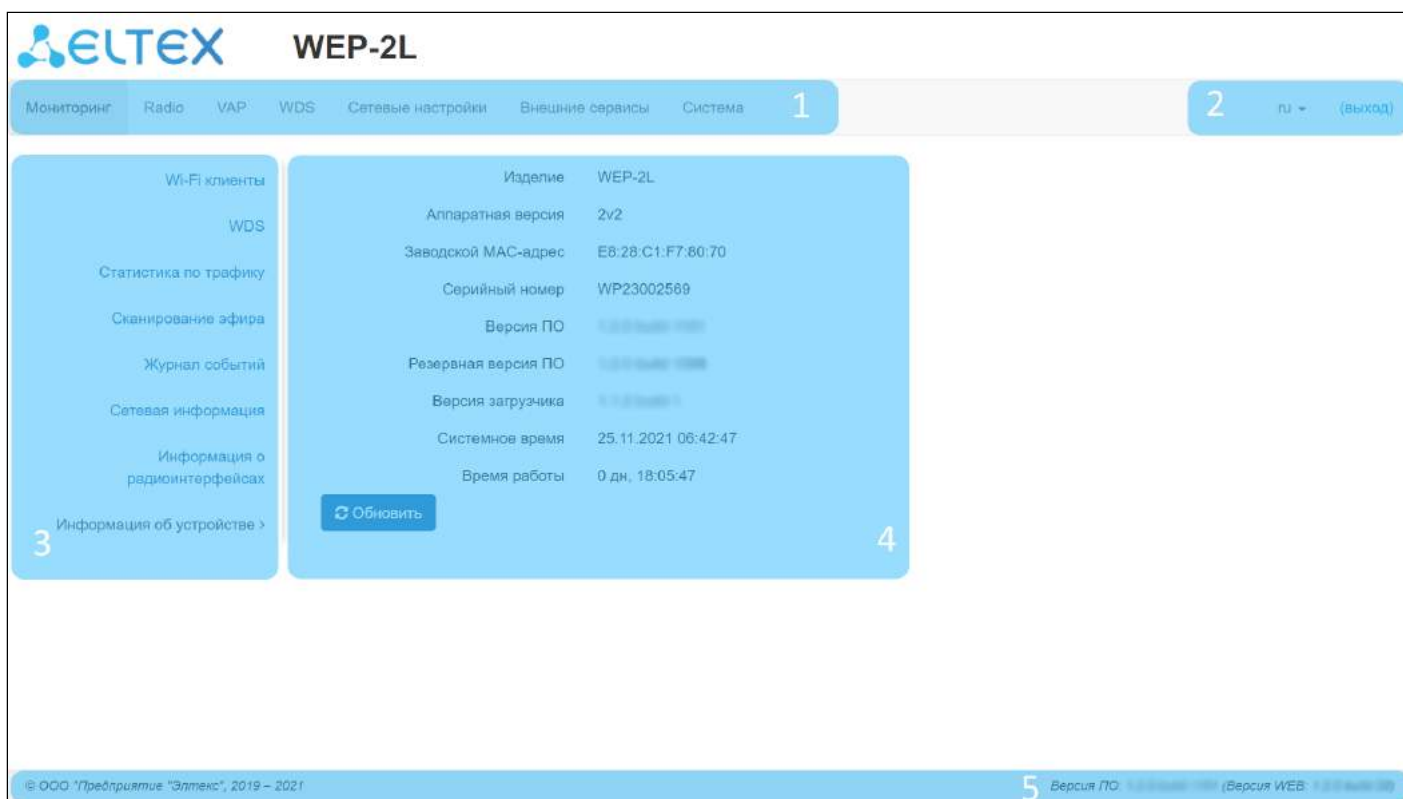 ELTEX WEP-2L
Мониторинг Radio VAP WDS Сетевые настройки Внешние сервисы Система 1 2 ru (выход)
Wi-Fi клиенты
WDS
Статистика по трафику
Сканирование эфира
Журнал событий
Сетевая информация
Информация о
радиоинтерфейсах
Информация об устройстве >
3
Изделие WEP-2L
Аппаратная версия 2v2
Заводской MAC-адрес E8:28:C1:F7:80:70
Серийный номер WP23002569
Версия ПО
Резервная версия ПО
Версия загрузчика
Системное время 25.11.2021 06:42:47
Время работы 0 дн, 18:05:47
Обновить
4
© ООО "Предприятие "Элтекс", 2019 – 2021 5 Версия ПО: (Версия WEB: